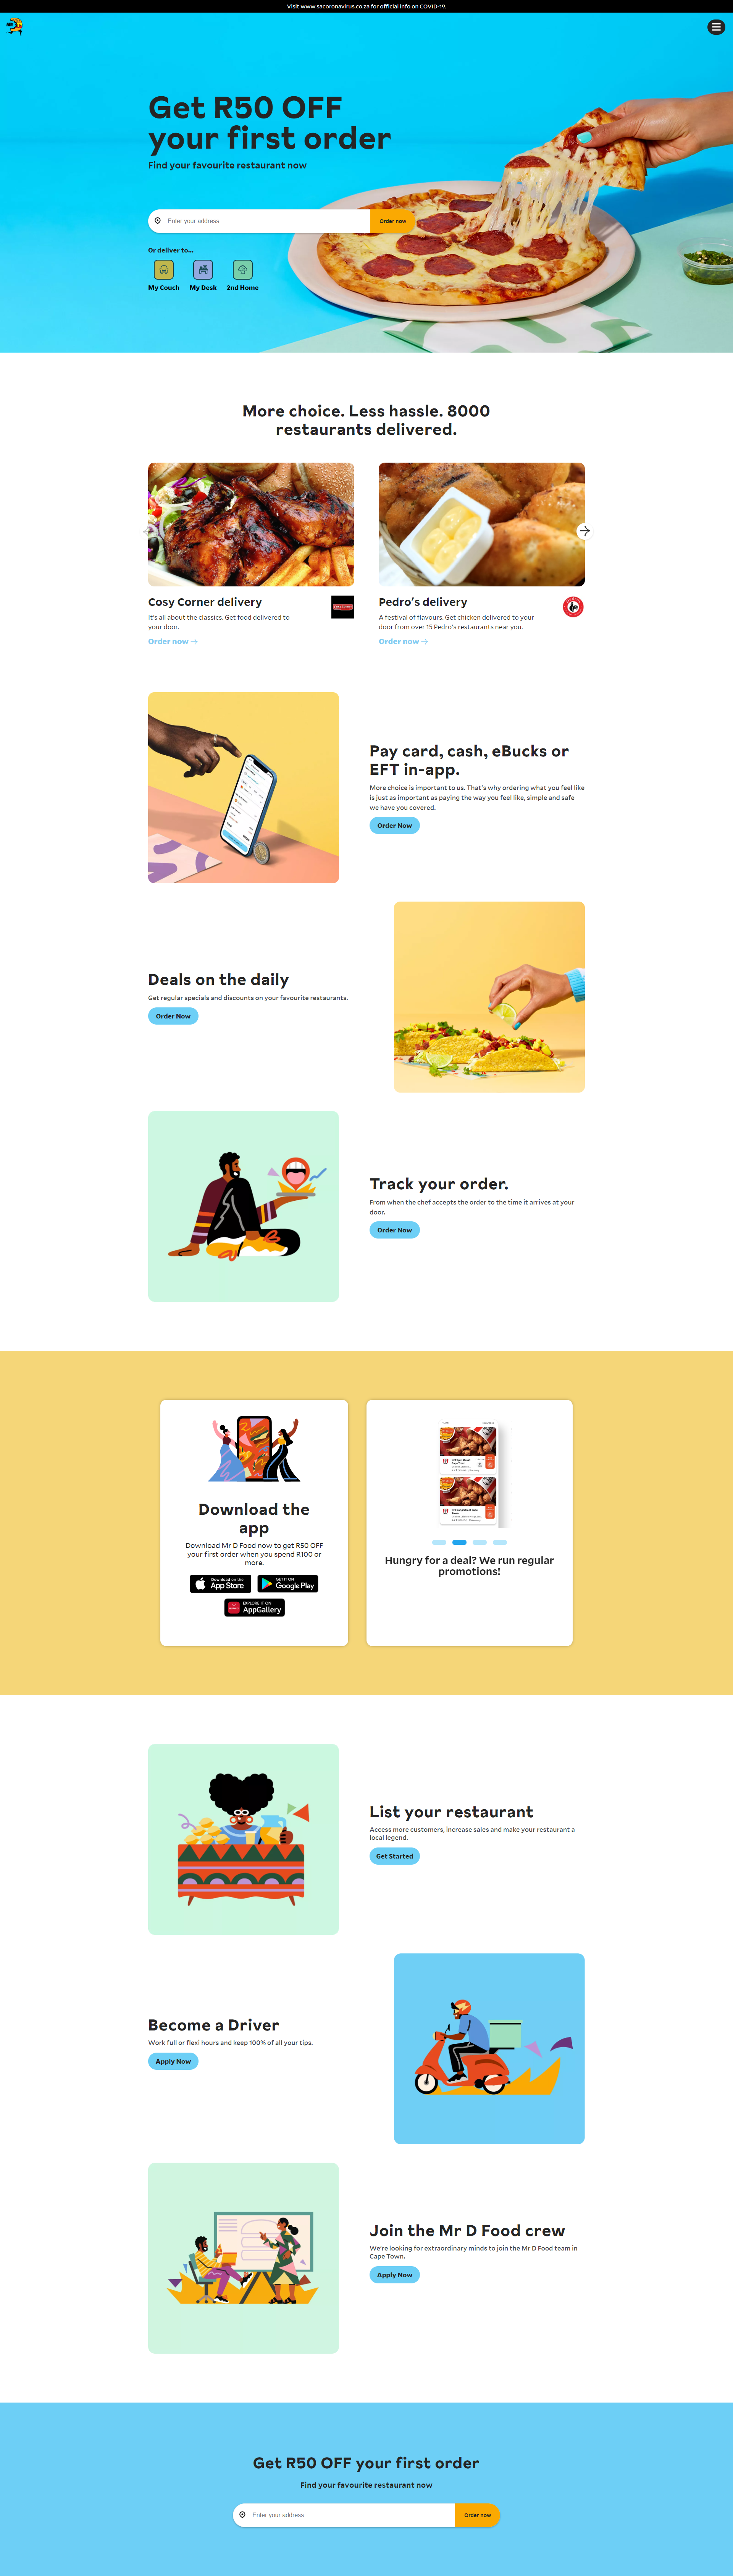 Visit www.sacoronavirus.co.za for official info on COVID-19.
Get R50 OFF
your first order
Find your favourite restaurant now
Enter your address
Order now
Or deliver to...
My Couch
My Desk
2nd Home
More choice. Less hassle. 8000
restaurants delivered.
Cosy Corner delivery
It's all about the classics. Get food delivered to
your door.
Order now
Pedro's delivery
A festival of flavours. Get chicken delivered to your
door from over 15 Pedro's restaurants near you.
Order now
Pay card, cash, eBucks or
EFT in-app.
More choice is important to us. That's why ordering what you feel like
is just as important as paying the way you feel like, simple and safe
we have you covered.
Order Now
Deals on the daily
Get regular specials and discounts on your favourite restaurants.
Order Now
Track your order.
From when the chef accepts the order to the time it arrives at your
door.
Order Now
Download the
app
Download Mr D Food now to get R50 OFF
your first order when you spend R100 or
more.
Download on the
App Store
GET IT ON
Google Play
EXPLORE IT ON
AppGallery
Hungry for a deal? We run regular
promotions!
List your restaurant
Access more customers, increase sales and make your restaurant a
local legend.
Get Started
Become a Driver
Work full or flexi hours and keep 100% of all your tips.
Apply Now
Join the Mr D Food crew
We're looking for extraordinary minds to join the Mr D Food team in
Cape Town.
Apply Now
Get R50 OFF your first order
Find your favourite restaurant now
Enter your address
Order now